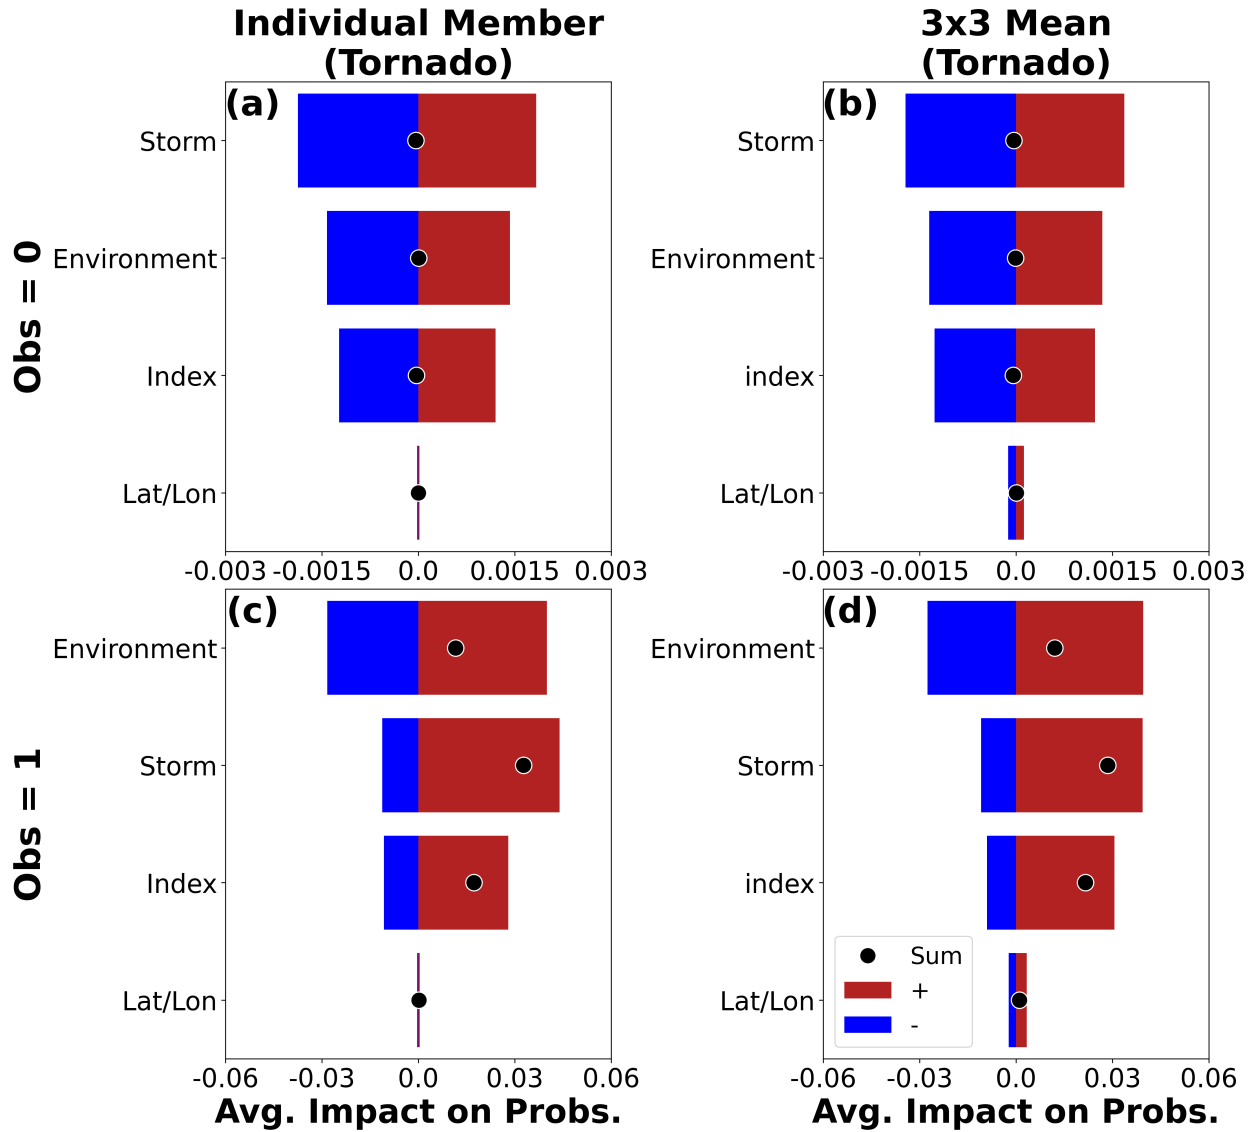 Individual Member
(Tornado)
3x3 Mean
(Tornado)
Obs = 0
(a)
Storm
Environment
Index
Lat/Lon
-0.003 -0.0015 0.0 0.0015 0.003
(b)
Storm
Environment
index
Lat/Lon
-0.003 -0.0015 0.0 0.0015 0.003
Obs = 1
(c)
Environment
Storm
Index
Lat/Lon
-0.06 -0.03 0.0 0.03 0.06
Avg. Impact on Probs.
(d)
Environment
Storm
index
Lat/Lon
Sum
+
-
-0.06 -0.03 0.0 0.03 0.06
Avg. Impact on Probs.